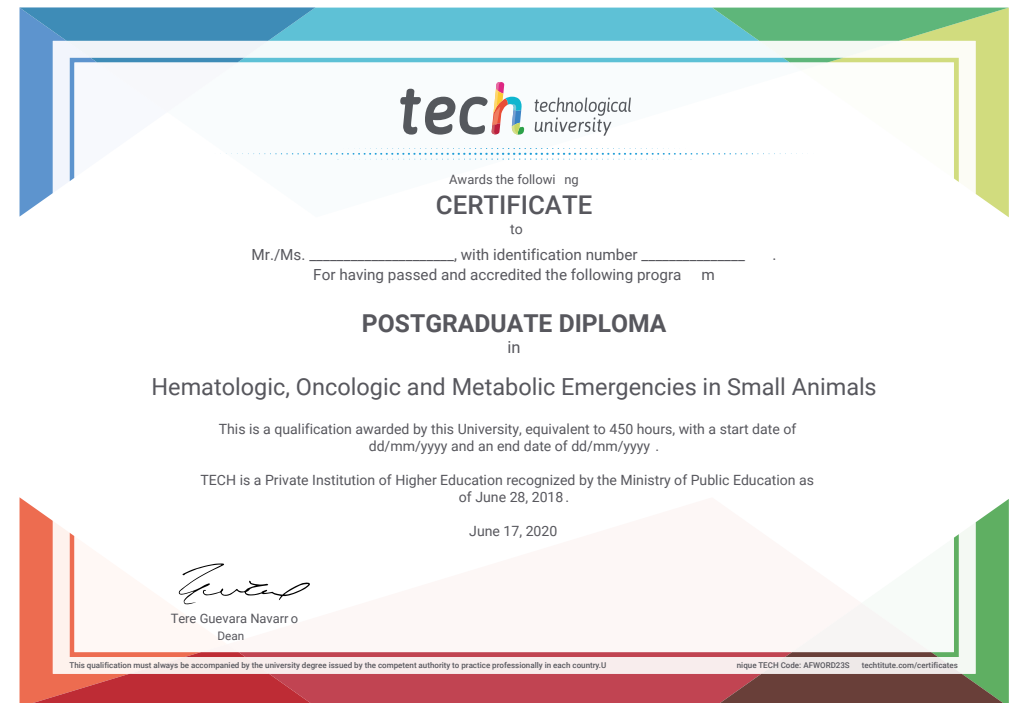 tech technological
university
Awards the followi ng
CERTIFICATE
to
Mr./Ms. _____________________, with identification number _______________ .
For having passed and accredited the following progra m
POSTGRADUATE DIPLOMA
in
Hematologic, Oncologic and Metabolic Emergencies in Small Animals
This is a qualification awarded by this University, equivalent to 450 hours, with a start date of
dd/mm/yyyy and an end date of dd/mm/yyyy .
TECH is a Private Institution of Higher Education recognized by the Ministry of Public Education as
of June 28, 2018 .
June 17, 2020
Tere Guevara Navarr o
Dean
This qualification must always be accompanied by the university degree issued by the competent authority to practice professionally in each country.U nique TECH Code: AFWORD23S techtitute.com/certificates